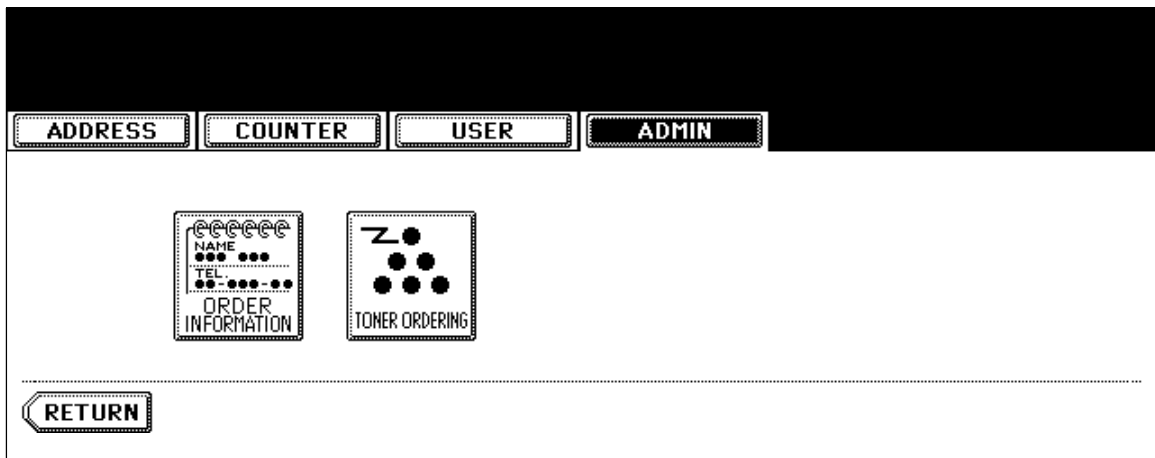 ADDRESS COUNTER USER ADMIN
NAME
TEL.
ORDER
INFORMATION
TONER ORDERING
RETURN